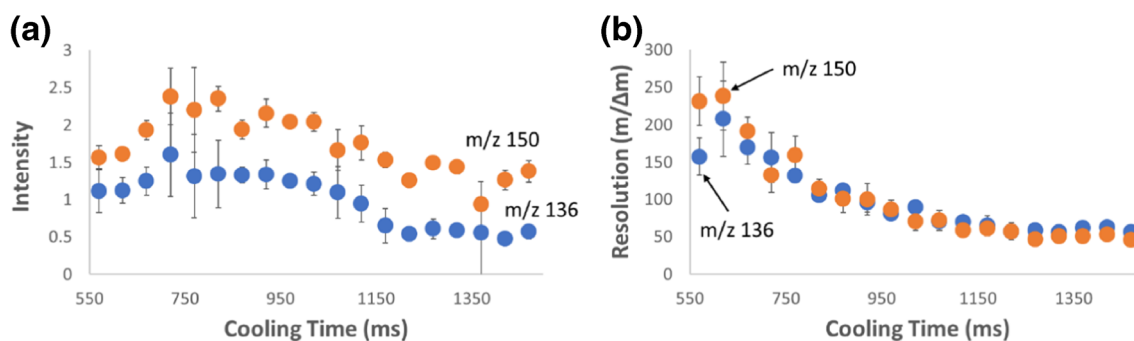 (a)
3
2.5
2
1.5
1
0.5
0
Intensity
m/z 150
m/z 136
550 750 950 1150 1350
Cooling Time (ms)
(b)
300
250
200
150
100
50
0
Resolution (m/Δm)
m/z 150
m/z 136
550 750 950 1150 1350
Cooling Time (ms)